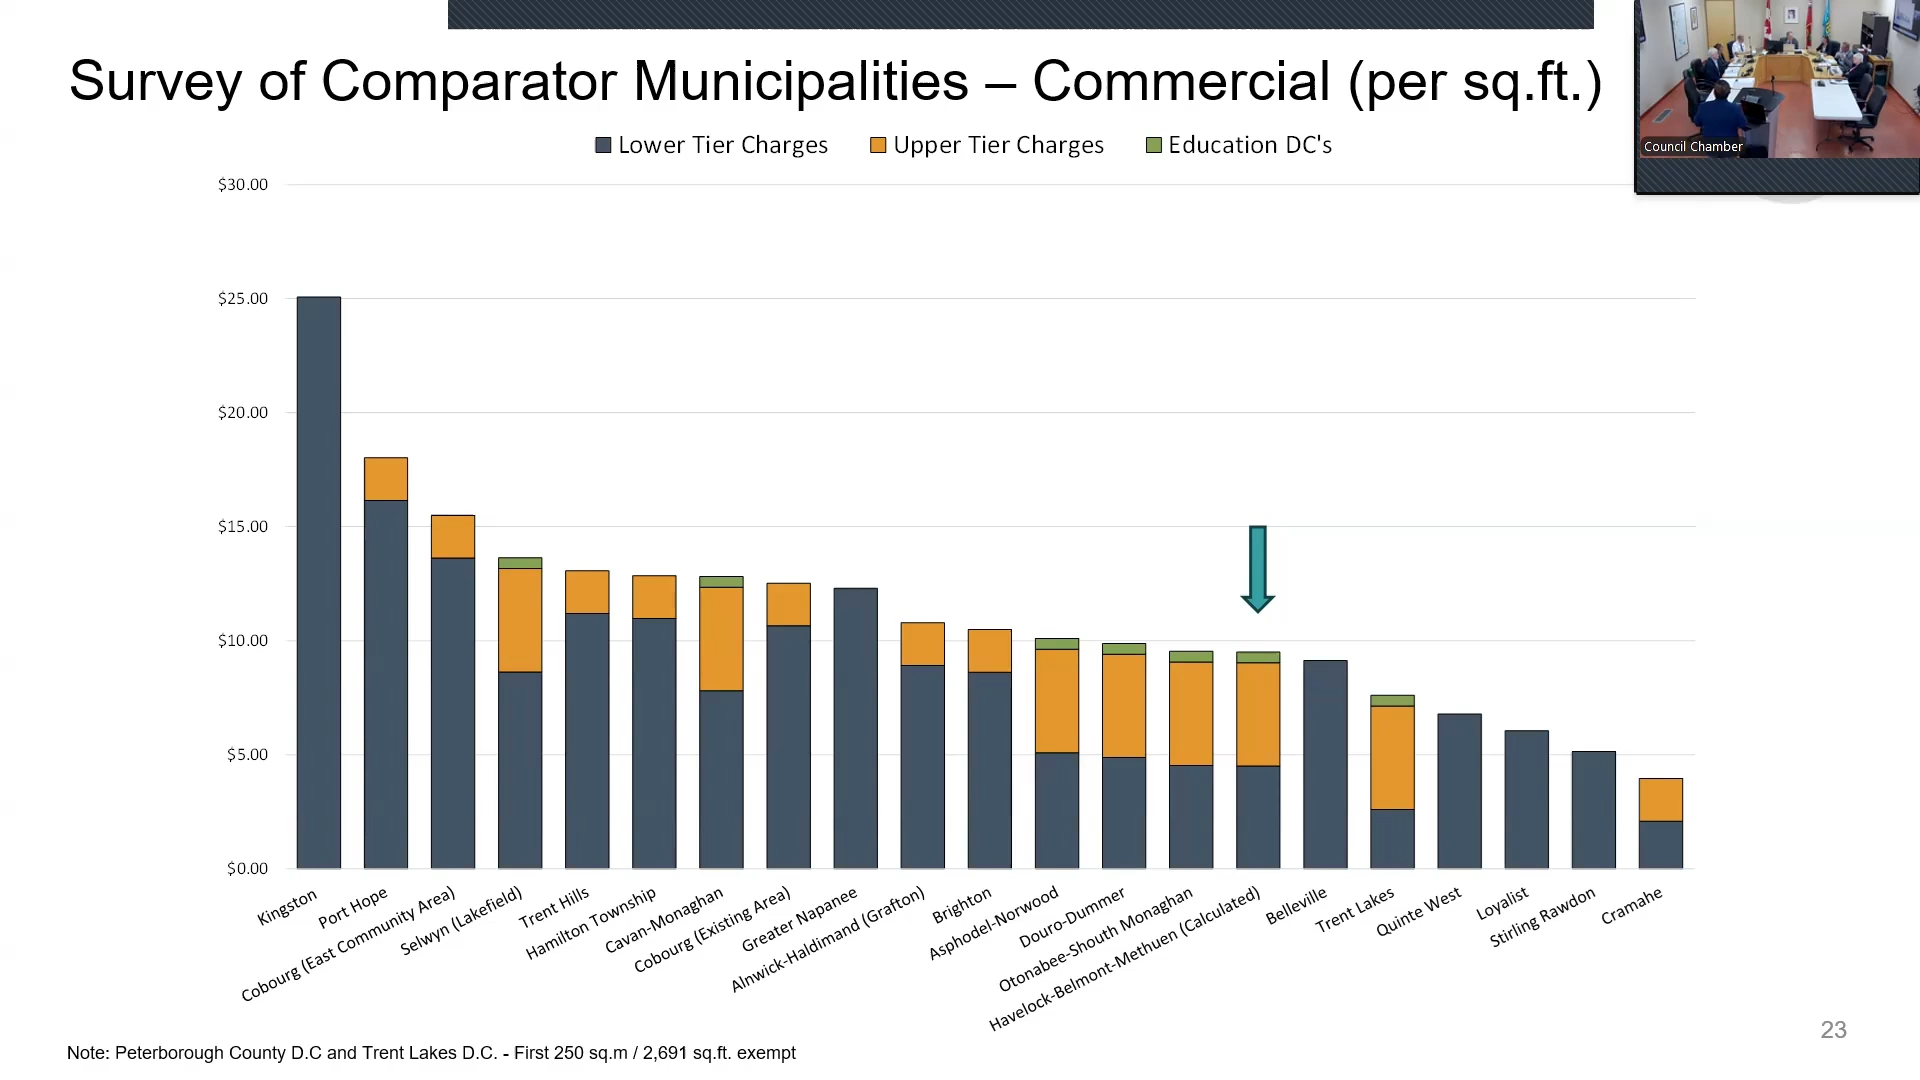 Survey of Comparator Municipalities – Commercial (per sq.ft.)
Council Chamber
Lower Tier Charges
Upper Tier Charges
Education DC's
$30.00
$25.00
$20.00
$15.00
$10.00
$5.00
$0.00
Kingston
Port Hope
Cobourg (East Community Area)
Selwyn (Lakefield)
Trent Hills
Hamilton Township
Cavan-Monaghan
Cobourg (Existing Area)
Greater Napanee
Alnwick-Haldimand (Grafton)
Brighton
Asphodel-Norwood
Douro-Dummer
Otonabee-Shouth Monaghan
Havelock-Belmont-Methuen (Calculated)
Belleville
Trent Lakes
Quinte West
Loyalist
Stirling Rawdon
Cramahe
23
Note: Peterborough County D.C and Trent Lakes D.C. - First 250 sq.m / 2,691 sq.ft. exempt